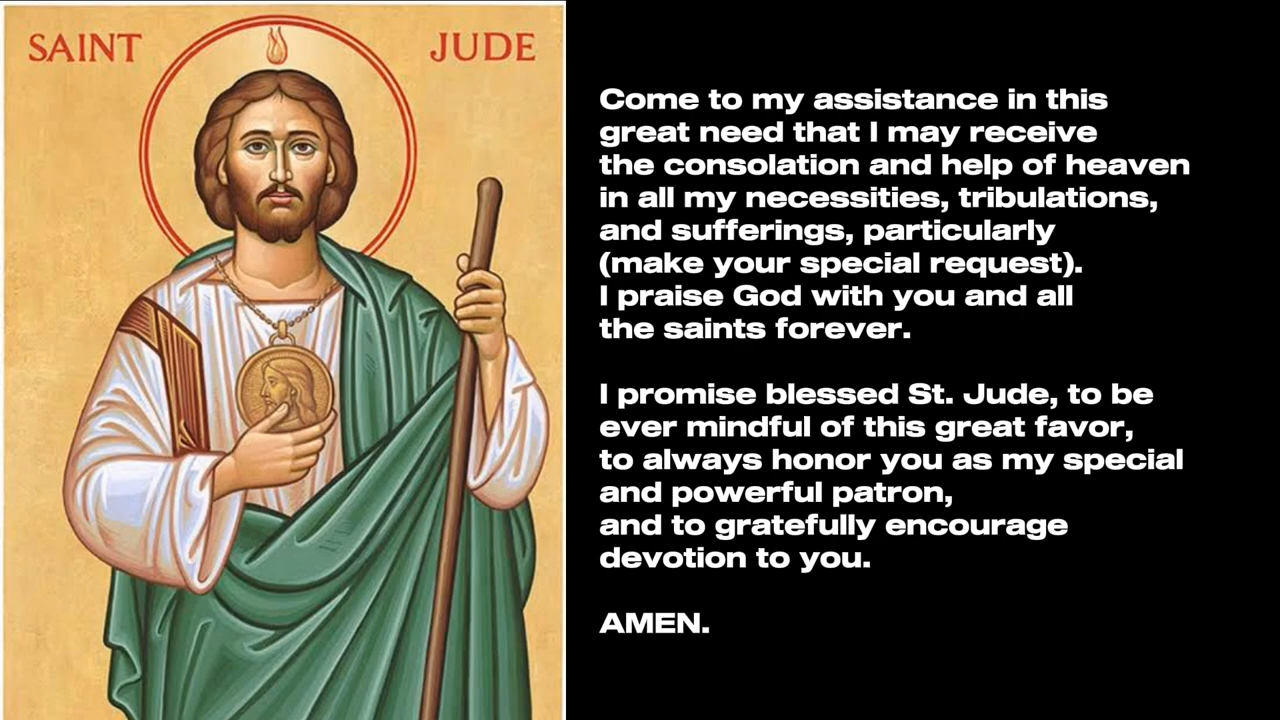 SAINT JUDE
Come to my assistance in this
great need that I may receive
the consolation and help of heaven
in all my necessities, tribulations,
and sufferings, particularly
(make your special request).
I praise God with you and all
the saints forever.
I promise blessed St. Jude, to be
ever mindful of this great favor,
to always honor you as my special
and powerful patron,
and to gratefully encourage
devotion to you.
AMEN.